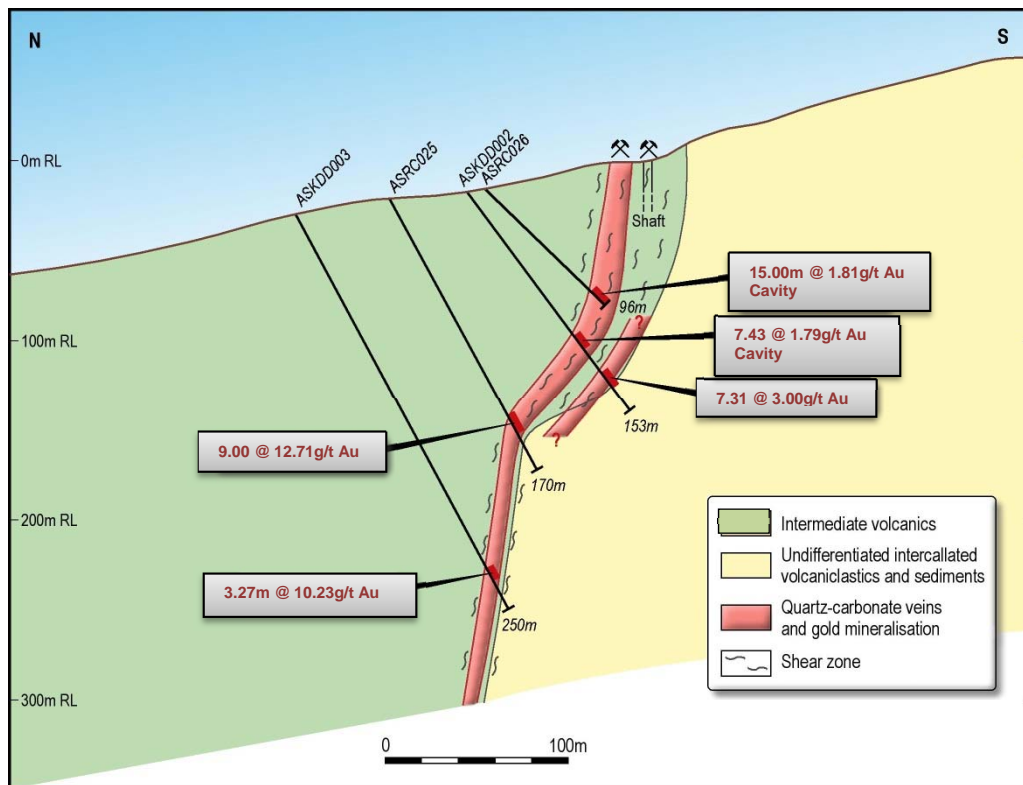 N
S
0m RL
100m RL
200m RL
300m RL
ASKDD003
ASRC025
ASKDD002
ASRC026
Shaft
15.00m @ 1.81g/t Au
Cavity
96m
7.43 @ 1.79g/t Au
Cavity
?
7.31 @ 3.00g/t Au
153m
?
9.00 @ 12.71g/t Au
170m
3.27m @ 10.23g/t Au
250m
Intermediate volcanics
Undifferentiated intercallated
volcaniclastics and sediments
Quartz-carbonate veins
and gold mineralisation
Shear zone
0
100m